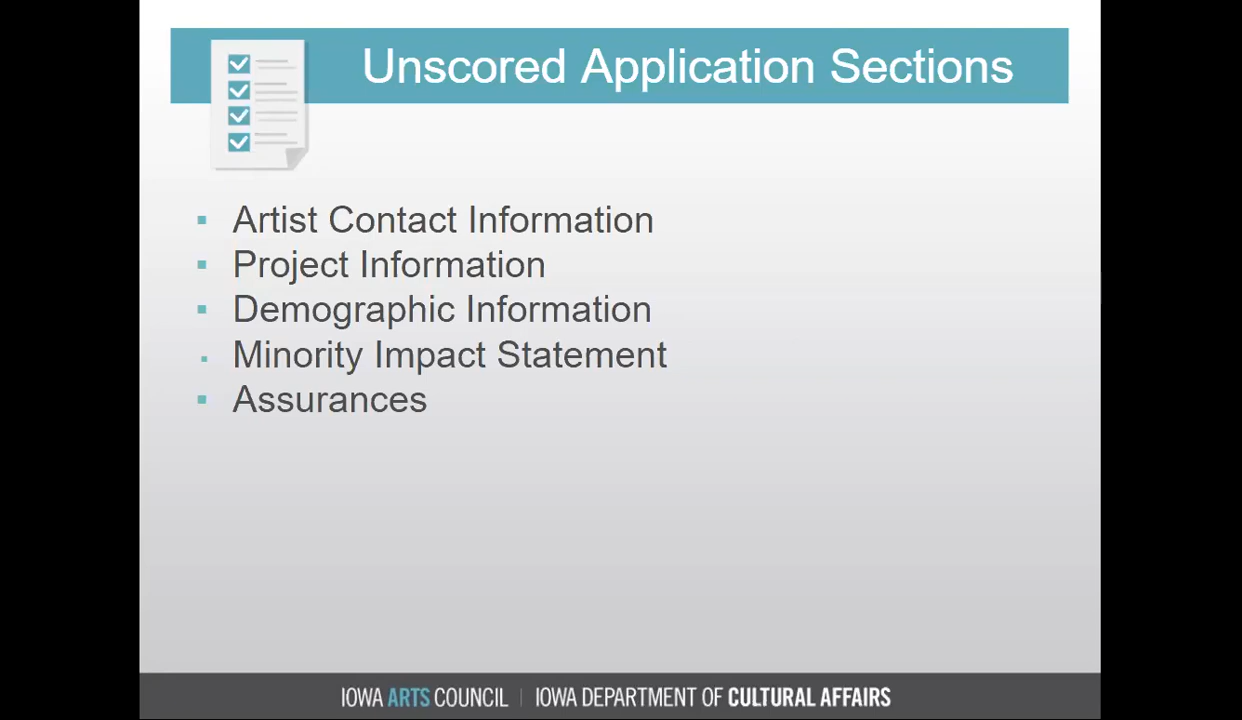 Unscored Application Sections
Artist Contact Information
Project Information
Demographic Information
Minority Impact Statement
Assurances
IOWA ARTS COUNCIL | IOWA DEPARTMENT OF CULTURAL AFFAIRS